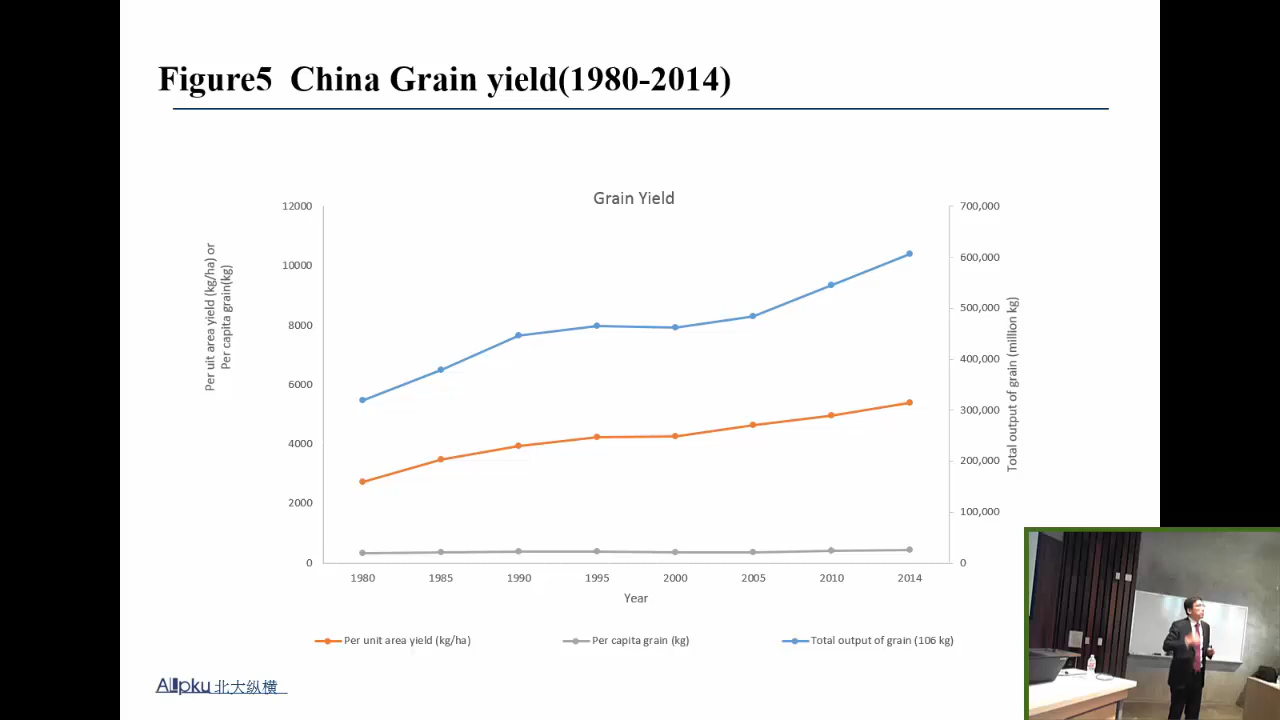 Figure5 China Grain yield(1980-2014)
Grain Yield
12000
10000
8000
6000
4000
2000
0
Per uit area yield (kg/ha) or
Per capita grain(kg)
700,000
600,000
500,000
400,000
300,000
200,000
100,000
0
Total output of grain (million kg)
1980 1985 1990 1995 2000 2005 2010 2014
Year
Per unit area yield (kg/ha) Per capita grain (kg) Total output of grain (106 kg)
Allpku 北大纵横